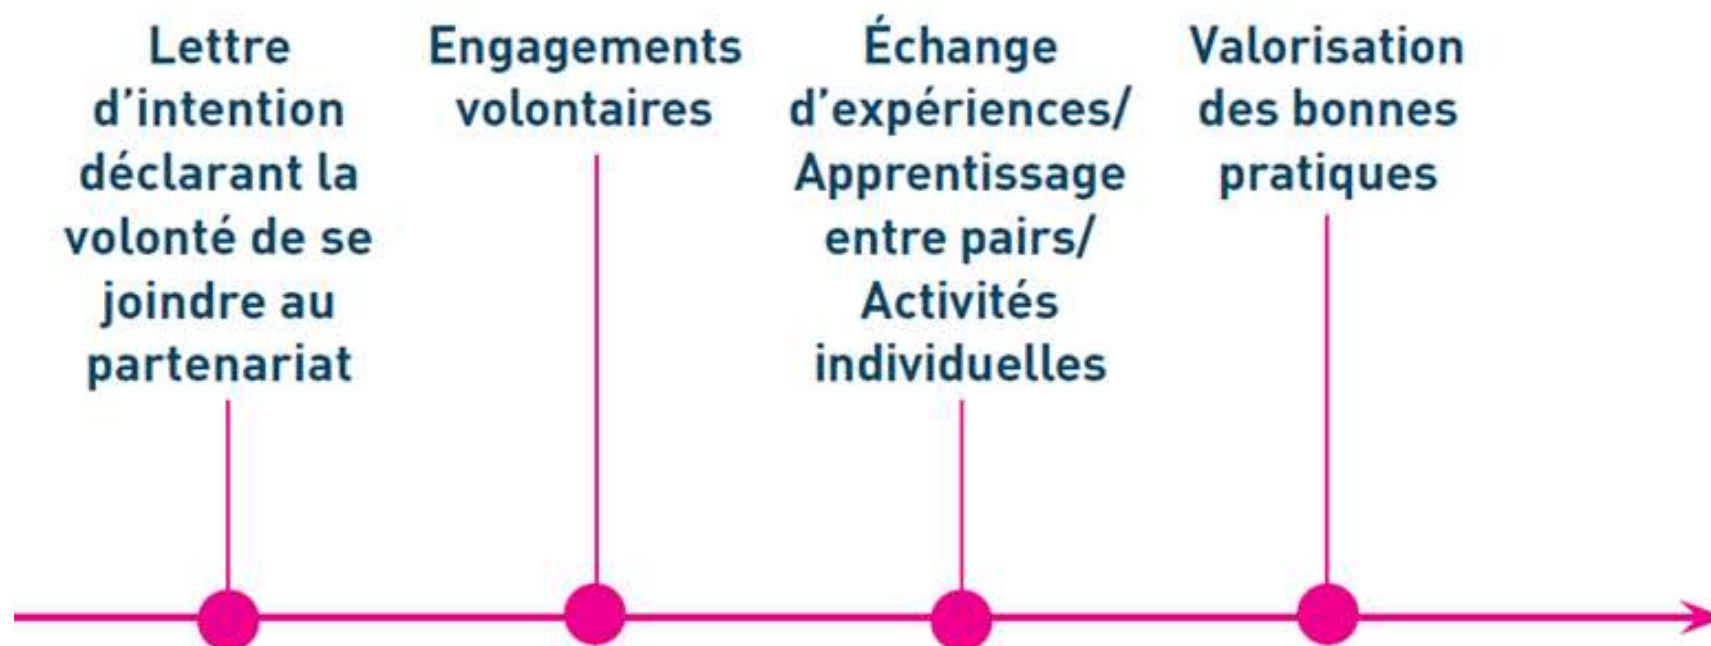 Lettre
d'intention
déclarant la
volonté de se
joindre au
partenariat
Engagements
volontaires
Échange
d'expériences/
Apprentissage
entre pairs/
Activités
individuelles
Valorisation
des bonnes
pratiques